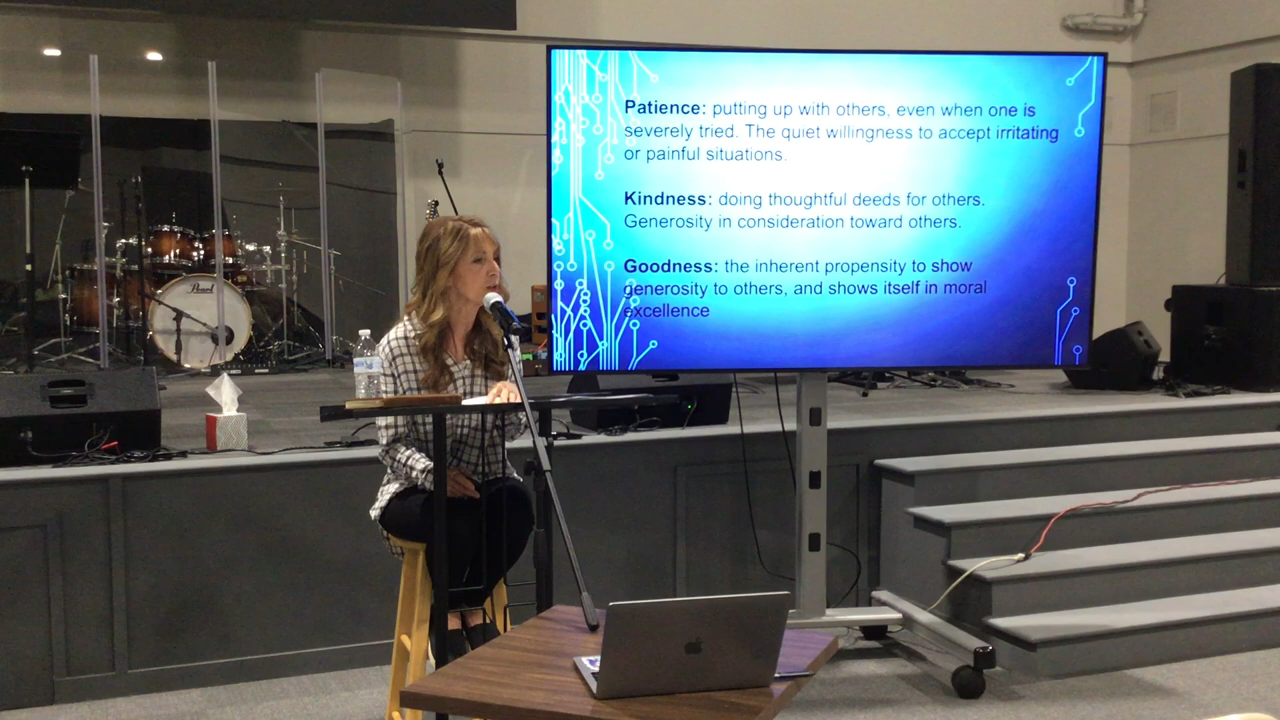 Patience: putting up with others, even when one is
severely tried. The quiet willingness to accept irritating
or painful situations.
Kindness: doing thoughtful deeds for others.
Generosity in consideration toward others.
Goodness: the inherent propensity to show
generosity to others, and shows itself in moral
excellence
Pearl